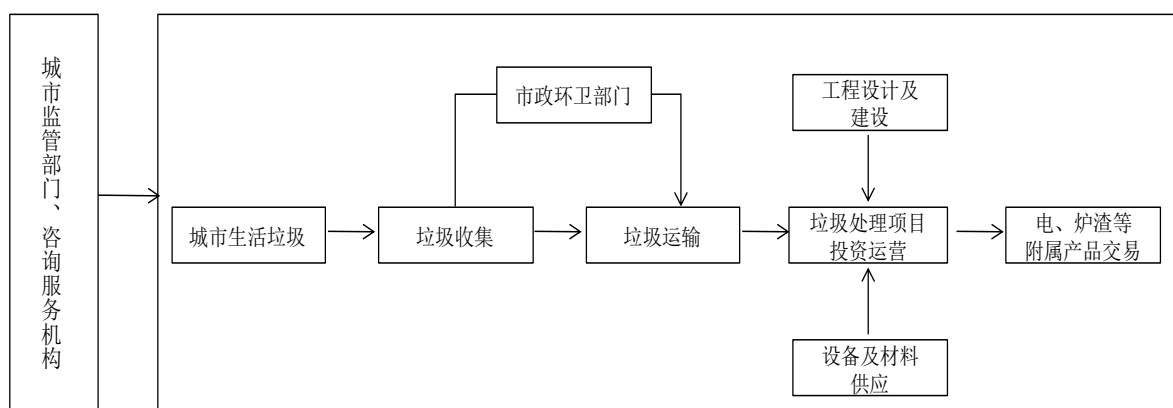 城市监管部门、咨询服务机构
市政环卫部门
工程设计及
建设
城市生活垃圾
垃圾收集
垃圾运输
垃圾处理项目
投资运营
电、炉渣等
附属产品交易
设备及材料
供应